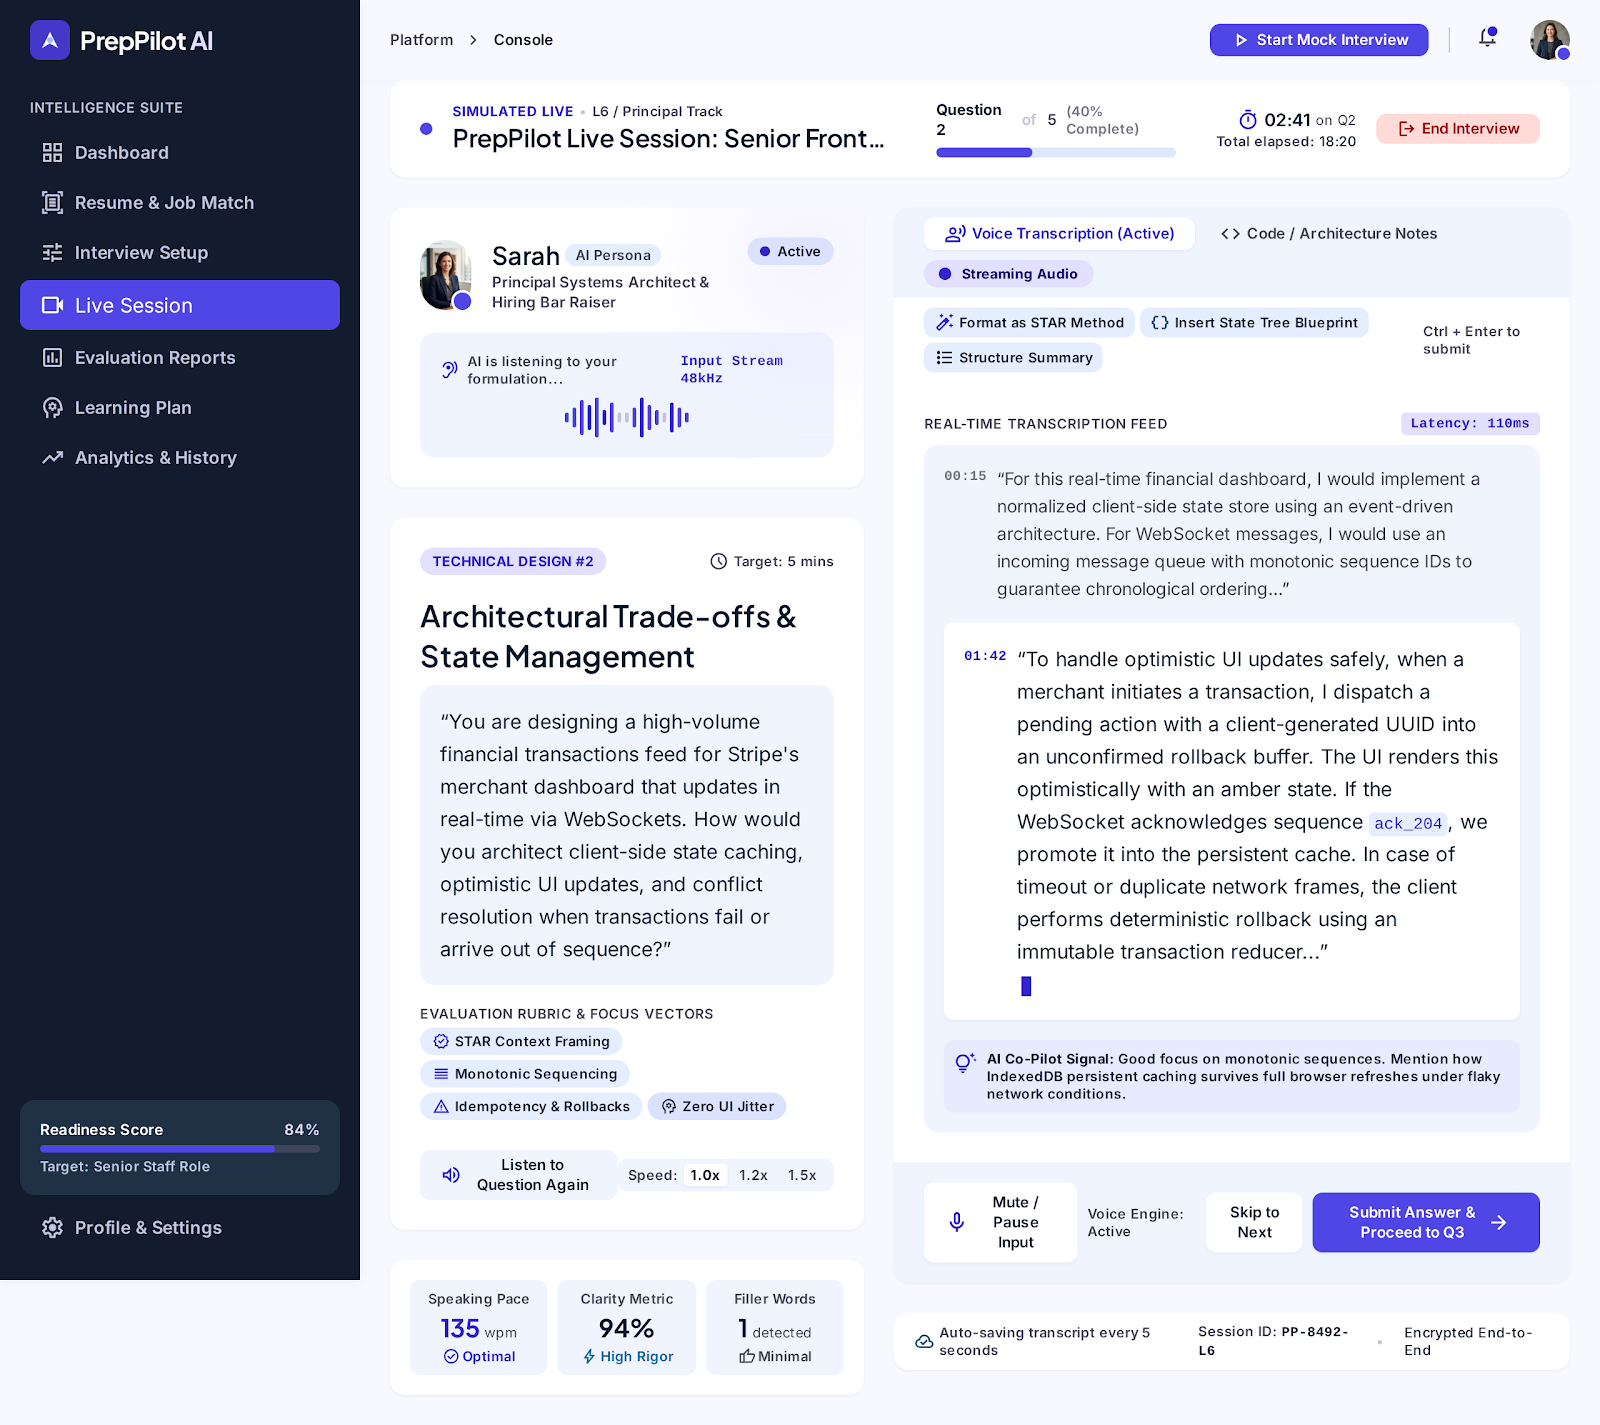 PrepPilot AI
INTELLIGENCE SUITE
Dashboard
Resume & Job Match
Interview Setup
Live Session
Evaluation Reports
Learning Plan
Analytics & History
Readiness Score 84%
Target: Senior Staff Role
Profile & Settings
Platform > Console
Start Mock Interview
SIMULATED LIVE • L6 / Principal Track
PrepPilot Live Session: Senior Front...
Question
2
of 5 (40%
Complete)
02:41 on Q2
Total elapsed: 18:20
End Interview
Sarah AI Persona
Principal Systems Architect &
Hiring Bar Raiser
Active
AI is listening to your
formulation...
Input Stream
48kHz
TECHNICAL DESIGN #2
Target: 5 mins
Architectural Trade-offs &
State Management
“You are designing a high-volume
financial transactions feed for Stripe's
merchant dashboard that updates in
real-time via WebSockets. How would
you architect client-side state caching,
optimistic UI updates, and conflict
resolution when transactions fail or
arrive out of sequence?”
EVALUATION RUBRIC & FOCUS VECTORS
STAR Context Framing
Monotonic Sequencing
Idempotency & Rollbacks
Zero UI Jitter
Listen to
Question Again
Speed: 1.0x 1.2x 1.5x
Speaking Pace
135 wpm
Optimal
Clarity Metric
94%
High Rigor
Filler Words
1 detected
Minimal
Voice Transcription (Active)
Code / Architecture Notes
Streaming Audio
Format as STAR Method
Insert State Tree Blueprint
Structure Summary
Ctrl + Enter to
submit
REAL-TIME TRANSCRIPTION FEED
Latency: 110ms
00:15 “For this real-time financial dashboard, I would implement a
normalized client-side state store using an event-driven
architecture. For WebSocket messages, I would use an
incoming message queue with monotonic sequence IDs to
guarantee chronological ordering...”
01:42 “To handle optimistic UI updates safely, when a
merchant initiates a transaction, I dispatch a
pending action with a client-generated UUID into
an unconfirmed rollback buffer. The UI renders this
optimistically with an amber state. If the
WebSocket acknowledges sequence ack_204, we
promote it into the persistent cache. In case of
timeout or duplicate network frames, the client
performs deterministic rollback using an
immutable transaction reducer...”
AI Co-Pilot Signal: Good focus on monotonic sequences. Mention how
IndexedDB persistent caching survives full browser refreshes under flaky
network conditions.
Mute /
Pause
Input
Voice Engine:
Active
Skip to
Next
Submit Answer &
Proceed to Q3
Auto-saving transcript every 5
seconds
Session ID: PP-8492-
L6
Encrypted End-to-
End